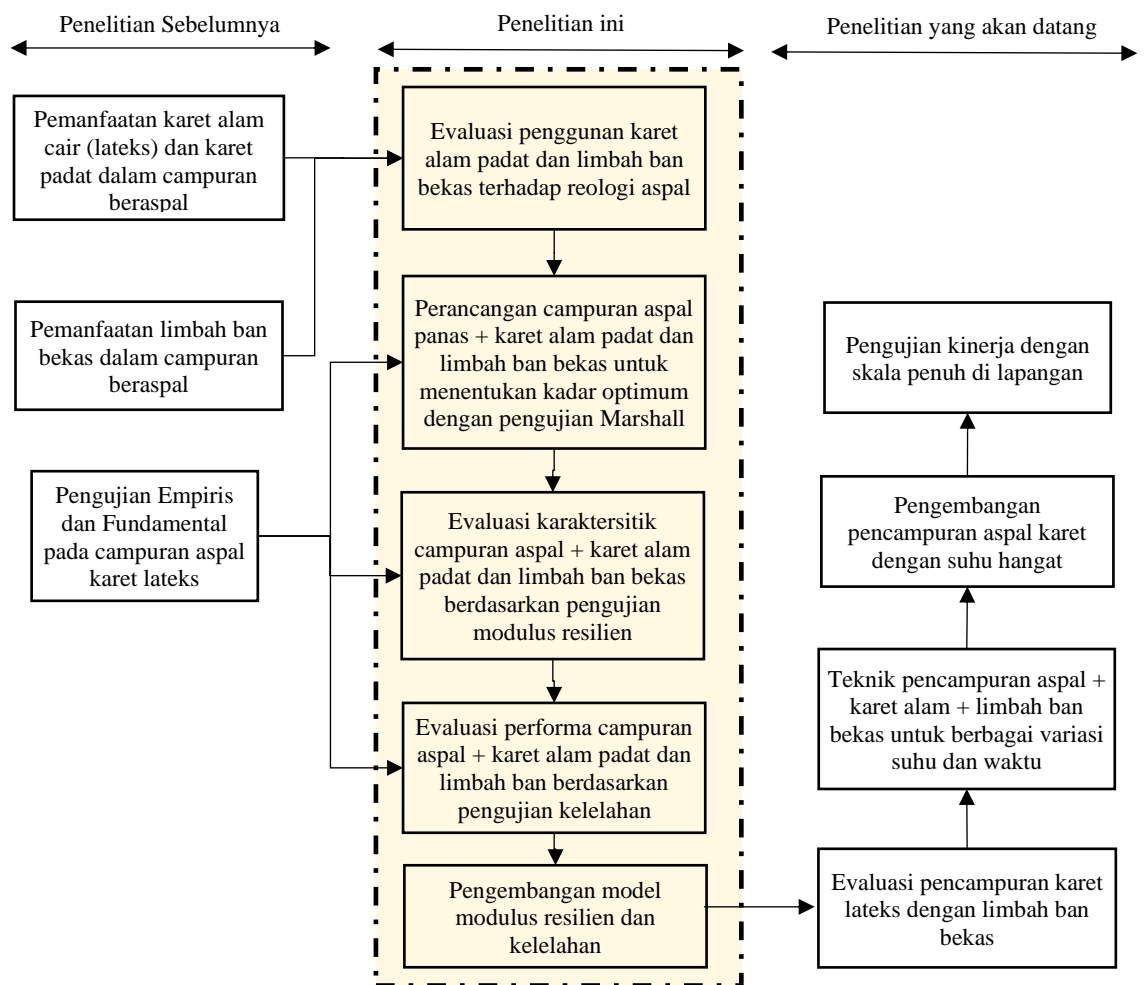 Penelitian Sebelumnya
Penelitian ini
Penelitian yang akan datang
Pemanfaatan karet alam
cair (lateks) dan karet
padat dalam campuran
beraspal
Pemanfaatan limbah ban
bekas dalam campuran
beraspal
Pengujian Empiris
dan Fundamental
pada campuran aspal
karet lateks
Evaluasi penggunan karet
alam padat dan limbah ban
bekas terhadap reologi aspal
Perancangan campuran aspal
panas + karet alam padat dan
limbah ban bekas untuk
menentukan kadar optimum
dengan pengujian Marshall
Evaluasi karaktersitik
campuran aspal + karet alam
padat dan limbah ban bekas
berdasarkan pengujian
modulus resilien
Evaluasi performa campuran
aspal + karet alam padat dan
limbah ban berdasarkan
pengujian kelelahan
Pengembangan model
modulus resilien dan
kelelahan
Pengujian kinerja dengan
skala penuh di lapangan
Pengembangan
pencampuran aspal karet
dengan suhu hangat
Teknik pencampuran aspal +
karet alam + limbah ban
bekas untuk berbagai variasi
suhu dan waktu
Evaluasi pencampuran karet
lateks dengan limbah ban
bekas